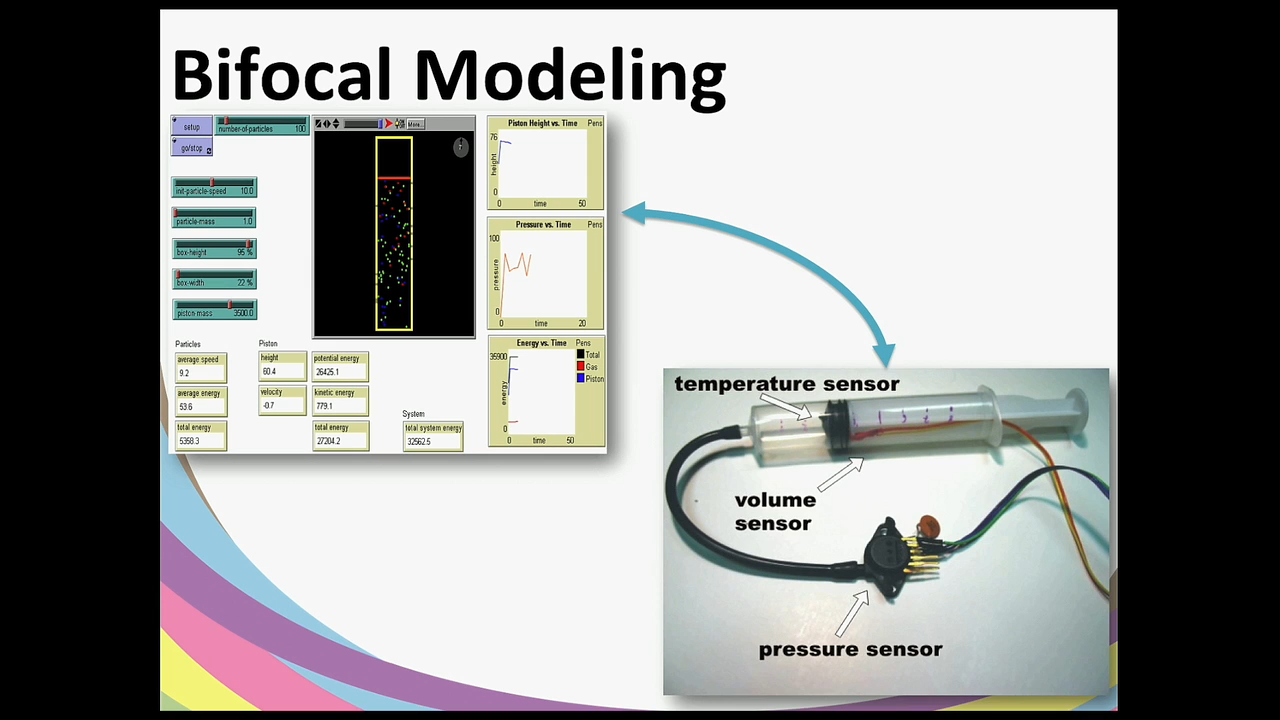 Bifocal Modeling
setup
number-of-particles 100
go/stop
init-particle-speed 10.0
particle-mass 1.0
box-height 95 %
box-width 22 %
piston-mass 3500.0
More...
Piston Height vs. Time Pens
76
height
0
0 time 50
Pressure vs. Time Pens
100
pressure
0
0 time 20
Energy vs. Time Pens
35900
energy
0
0 time 50
Total
Gas
Piston
Particles
average speed
9.2
average energy
53.6
total energy
5358.3
Piston
height
60.4
velocity
-0.7
potential energy
26425.1
kinetic energy
779.1
total energy
27204.2
System
total system energy
32562.5
temperature sensor
volume
sensor
pressure sensor